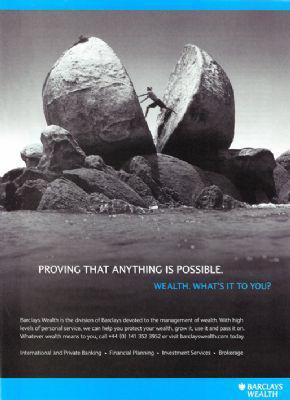 PROVING THAT ANYTHING IS POSSIBLE.
WEALTH. WHAT'S IT TO YOU?
Barclays Wealth is the division of Barclays devoted to the management of wealth. With high
levels of personal service, we can help you protect your wealth, grow it, use it and pass it on.
Whatever wealth means to you, call +44 (0) 141 352 3952 or visit barclayswealth.com today.
International and Private Banking • Financial Planning • Investment Services • Brokerage
BARCLAYS
WEALTH